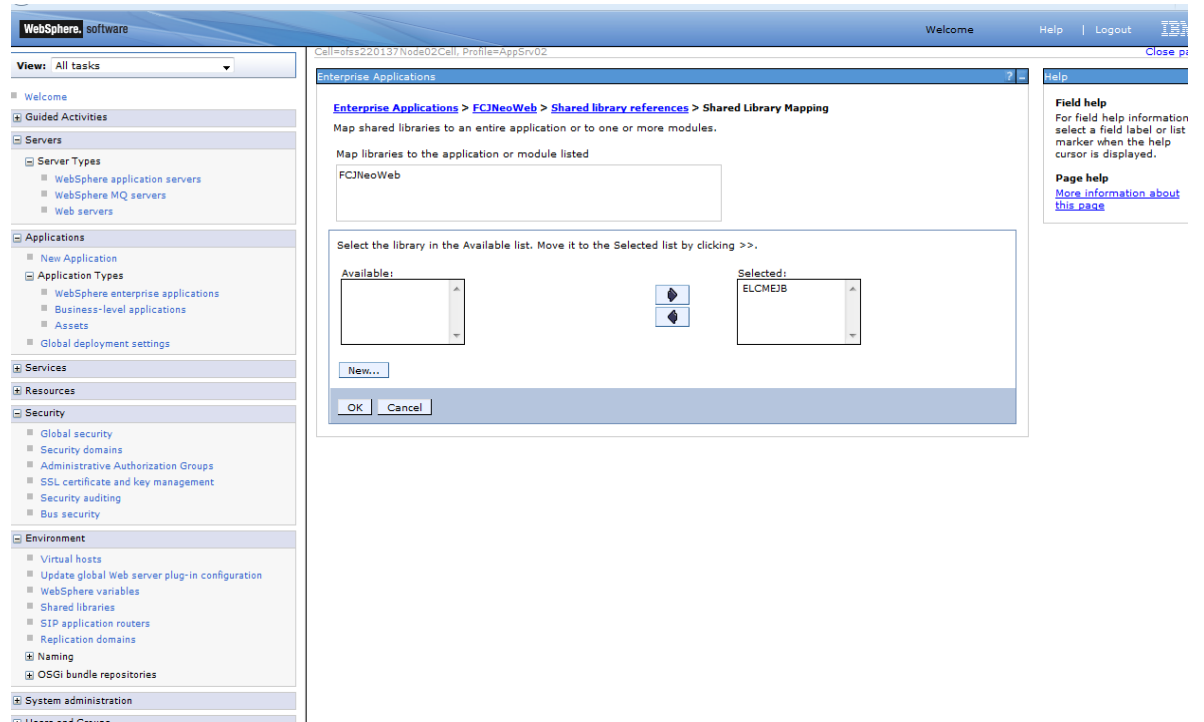 WebSphere. software
Welcome Help | Logout IBM
Cell=ofss220137Node02Cell, Profile=AppSrv02
Close pa
View: All tasks
Welcome
Guided Activities
Servers
Server Types
WebSphere application servers
WebSphere MQ servers
Web servers
Applications
New Application
Application Types
WebSphere enterprise applications
Business-level applications
Assets
Global deployment settings
Services
Resources
Security
Global security
Security domains
Administrative Authorization Groups
SSL certificate and key management
Security auditing
Bus security
Environment
Virtual hosts
Update global Web server plug-in configuration
WebSphere variables
Shared libraries
SIP application routers
Replication domains
Naming
OSGi bundle repositories
System administration
Users and Groups
Enterprise Applications ? -
Enterprise Applications > FCJNeoWeb > Shared library references > Shared Library Mapping
Map shared libraries to an entire application or to one or more modules.
Map libraries to the application or module listed
FCJNeoWeb
Select the library in the Available list. Move it to the Selected list by clicking >>.
Available:
Selected:
ELCMEJB
New...
OK Cancel
Help
Field help
For field help information
select a field label or list
marker when the help
cursor is displayed.
Page help
More information about
this page